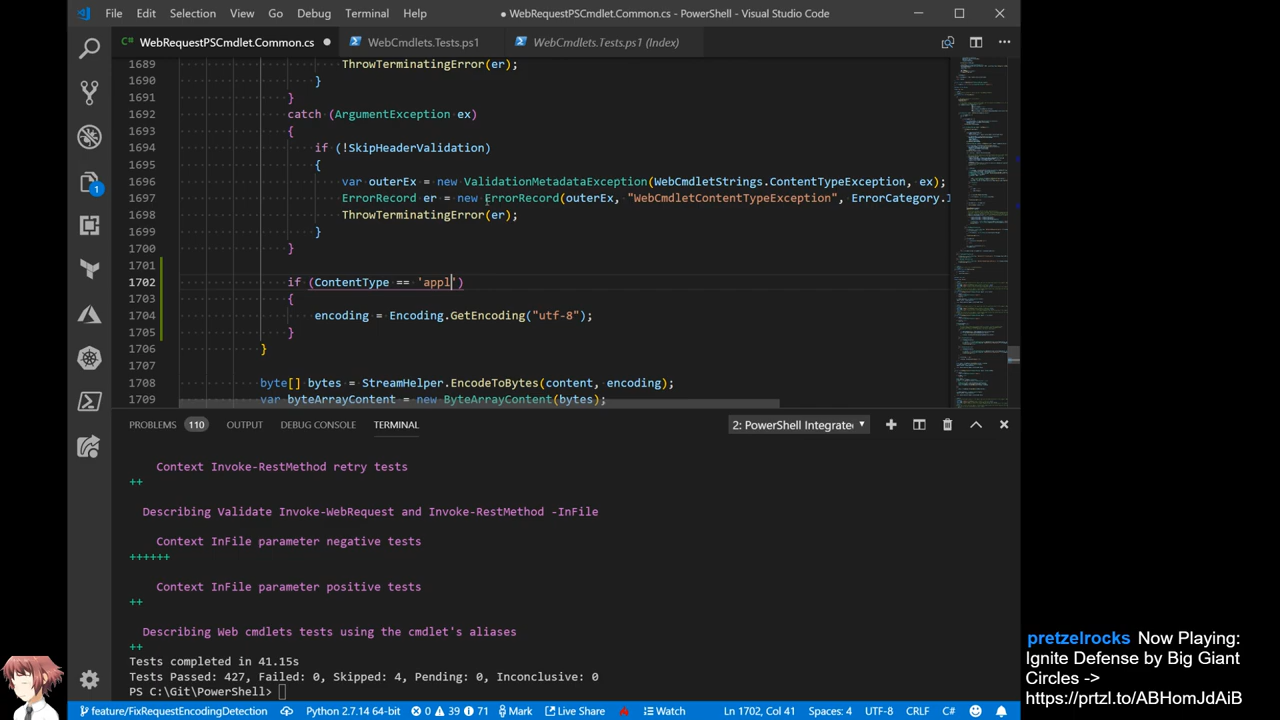 File Edit Selection View Go Debug Terminal Help
● WebRequestPSCmdlet.Common.cs - PowerShell - Visual Studio Code
C# WebRequestPSCmdlet.Common.cs ●
WebCmdlets.Tests.ps1
WebCmdlets.Tests.ps1 (Index)
1689 ThrowTerminatingError(er);
1690 }
1691 }
1692 catch (ArgumentException ex)
1693 {
1694 if (!SkipHeaderValidation)
1695 {
1696 var outerEx = new ValidationMetadataException(WebCmdletStrings.ContentTypeException, ex);
1697 ErrorRecord er = new ErrorRecord(outerEx, "WebCmdletContentTypeException", ErrorCategory.I
1698 ThrowTerminatingError(er);
1699 }
1700 }
1701
1702 if (ContentType == 'appl')
1703
1704 encoding = Encoding.GetEncoding("utf-8");
1705
1706 }
1708 bytes = StreamHelper.EncodeToBytes(content, encoding);
1709 byteArrayContent = new ByteArrayContent(bytes);
1
PROBLEMS 110 OUTPUT DEBUG CONSOLE TERMINAL
2: PowerShell Integrate
Context Invoke-RestMethod retry tests
++
Describing Validate Invoke-WebRequest and Invoke-RestMethod -InFile
Context InFile parameter negative tests
++++++
Context InFile parameter positive tests
++
Describing Web cmdlets tests using the cmdlet's aliases
++
Tests completed in 41.15s
Tests Passed: 427, Failed: 0, Skipped: 4, Pending: 0, Inconclusive: 0
PS C:\Git\PowerShell>
feature/FixRequestEncodingDetection Python 2.7.14 64-bit 0 39 71 Mark Live Share Watch Ln 1702, Col 41 Spaces: 4 UTF-8 CRLF C#
pretzelrocks Now Playing:
Ignite Defense by Big Giant
Circles ->
https://prtzl.to/ABHomJdAiB